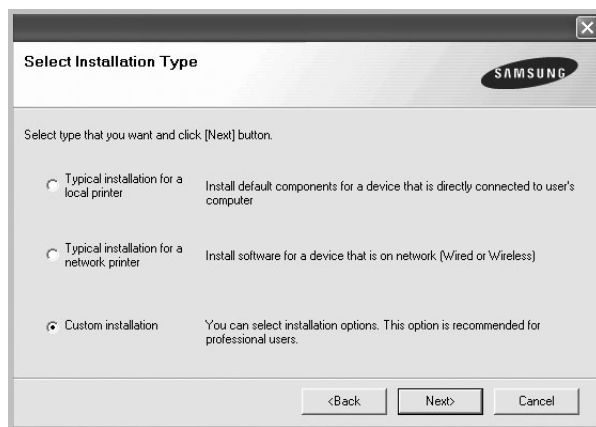 Select Installation Type
SAMSUNG
Select type that you want and click [Next] button.
Typical installation for a
local printer
Install default components for a device that is directly connected to user's
computer
Typical installation for a
network printer
Install software for a device that is on network (Wired or Wireless)
Custom installation
You can select installation options. This option is recommended for
professional users.
<Back
Next>
Cancel